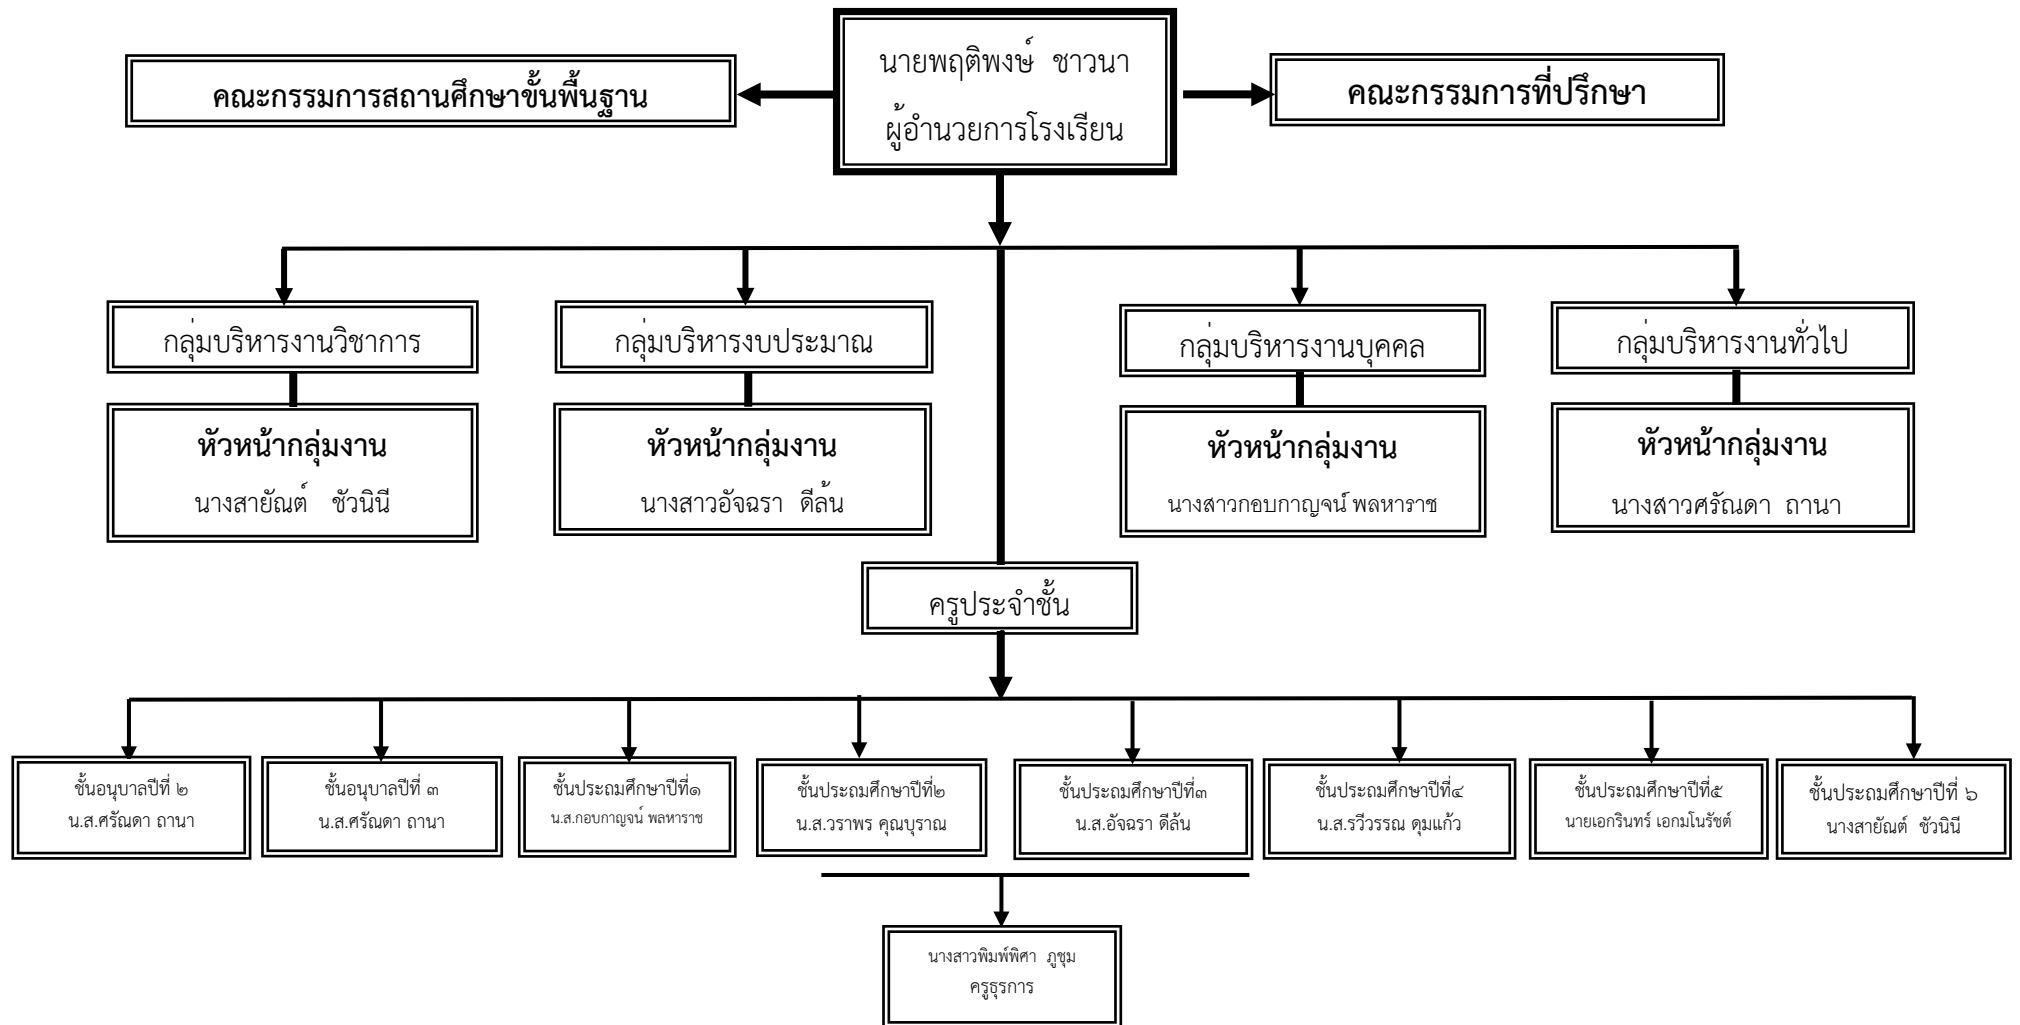 นายพฤติพงษ์ ชาวนา
ผู้อำนวยการโรงเรียน
คณะกรรมการสถานศึกษาขั้นพื้นฐาน
คณะกรรมการที่ปรึกษา
กลุ่มบริหารงานวิชาการ
กลุ่มบริหารงบประมาณ
กลุ่มบริหารงานบุคคล
กลุ่มบริหารงานทั่วไป
หัวหน้ากลุ่มงาน
นางสายัณต์ ชัวนินี
หัวหน้ากลุ่มงาน
นางสาวอัจฉรา ดีล้น
หัวหน้ากลุ่มงาน
นางสาวกอบกาญจน์ พลหาราช
หัวหน้ากลุ่มงาน
นางสาวศรัณดา ถานา
ครูประจำชั้น
ชั้นอนุบาลปีที่ ๒
น.ส.ศรัณดา ถานา
ชั้นอนุบาลปีที่ ๓
น.ส.ศรัณดา ถานา
ชั้นประถมศึกษาปีที่๑
น.ส.กอบกาญจน์ พลหาราช
ชั้นประถมศึกษาปีที่๒
น.ส.วราพร คุณบุราณ
ชั้นประถมศึกษาปีที่๓
น.ส.อัจฉรา ดีล้น
ชั้นประถมศึกษาปีที่๔
น.ส.รวีวรรณ ดุมแก้ว
ชั้นประถมศึกษาปีที่๕
นายเอกรินทร์ เอกมโนรัชต์
ชั้นประถมศึกษาปีที่ ๖
นางสายัณต์ ชัวนินี
นางสาวพิมพ์พิศา ภูชุม
ครูธุรการ